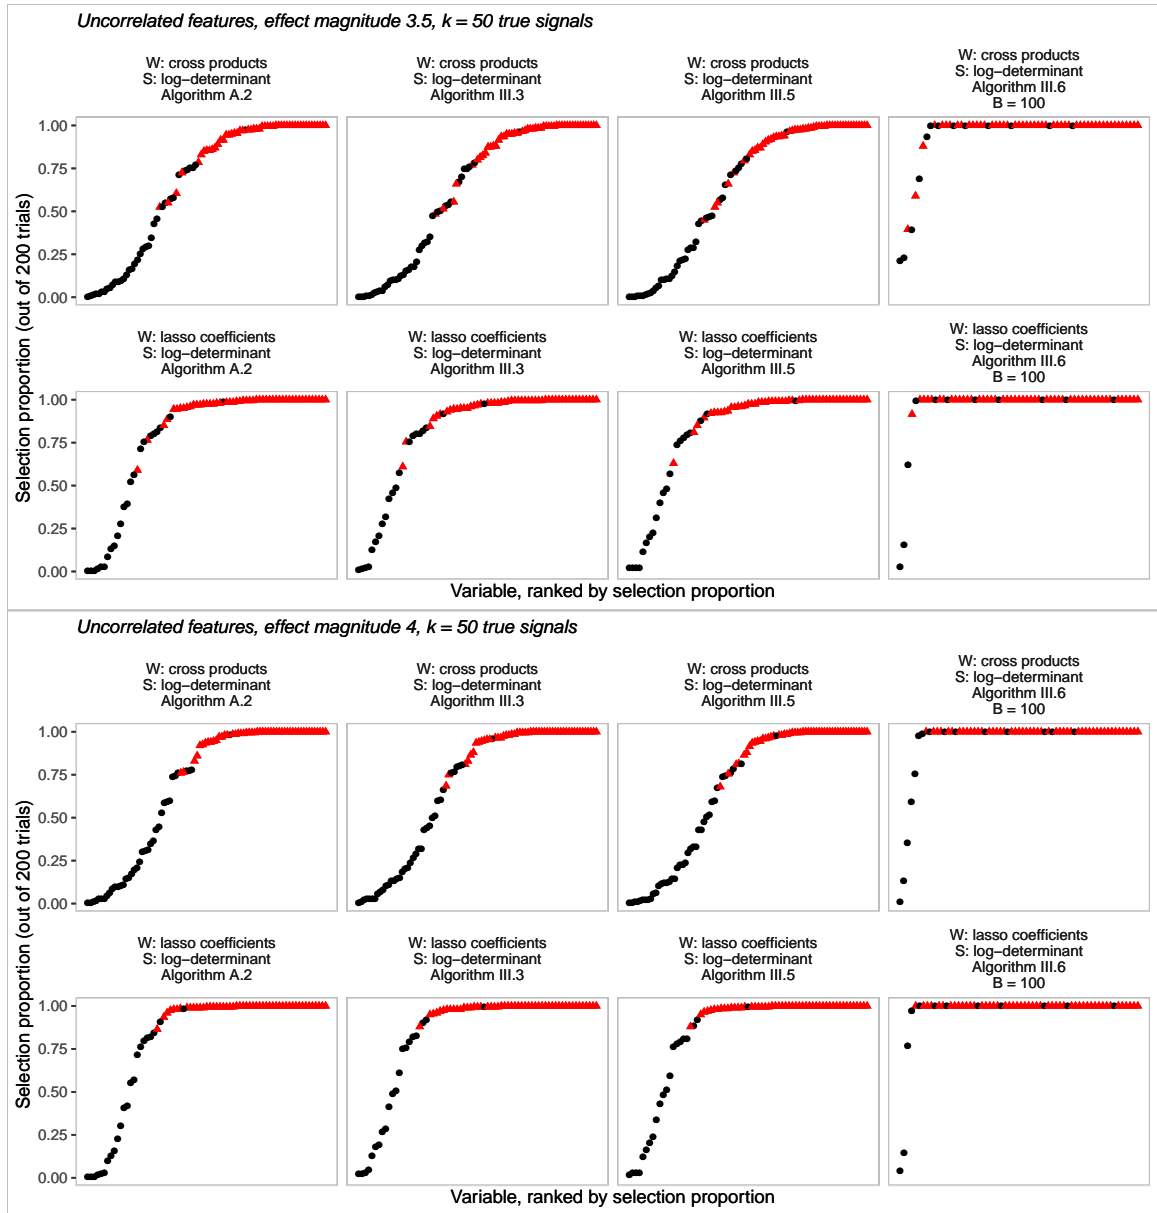 Uncorrelated features, effect magnitude 3.5, k = 50 true signals
W: cross products
S: log−determinant
Algorithm A.2
W: cross products
S: log−determinant
Algorithm III.3
W: cross products
S: log−determinant
Algorithm III.5
W: cross products
S: log−determinant
Algorithm III.6
B = 100
1.00
0.75
0.50
0.25
0.00
W: lasso coefficients
S: log−determinant
Algorithm A.2
W: lasso coefficients
S: log−determinant
Algorithm III.3
W: lasso coefficients
S: log−determinant
Algorithm III.5
W: lasso coefficients
S: log−determinant
Algorithm III.6
B = 100
1.00
0.75
0.50
0.25
0.00
Selection proportion (out of 200 trials)
Variable, ranked by selection proportion
Uncorrelated features, effect magnitude 4, k = 50 true signals
W: cross products
S: log−determinant
Algorithm A.2
W: cross products
S: log−determinant
Algorithm III.3
W: cross products
S: log−determinant
Algorithm III.5
W: cross products
S: log−determinant
Algorithm III.6
B = 100
1.00
0.75
0.50
0.25
0.00
W: lasso coefficients
S: log−determinant
Algorithm A.2
W: lasso coefficients
S: log−determinant
Algorithm III.3
W: lasso coefficients
S: log−determinant
Algorithm III.5
W: lasso coefficients
S: log−determinant
Algorithm III.6
B = 100
1.00
0.75
0.50
0.25
0.00
Selection proportion (out of 200 trials)
Variable, ranked by selection proportion